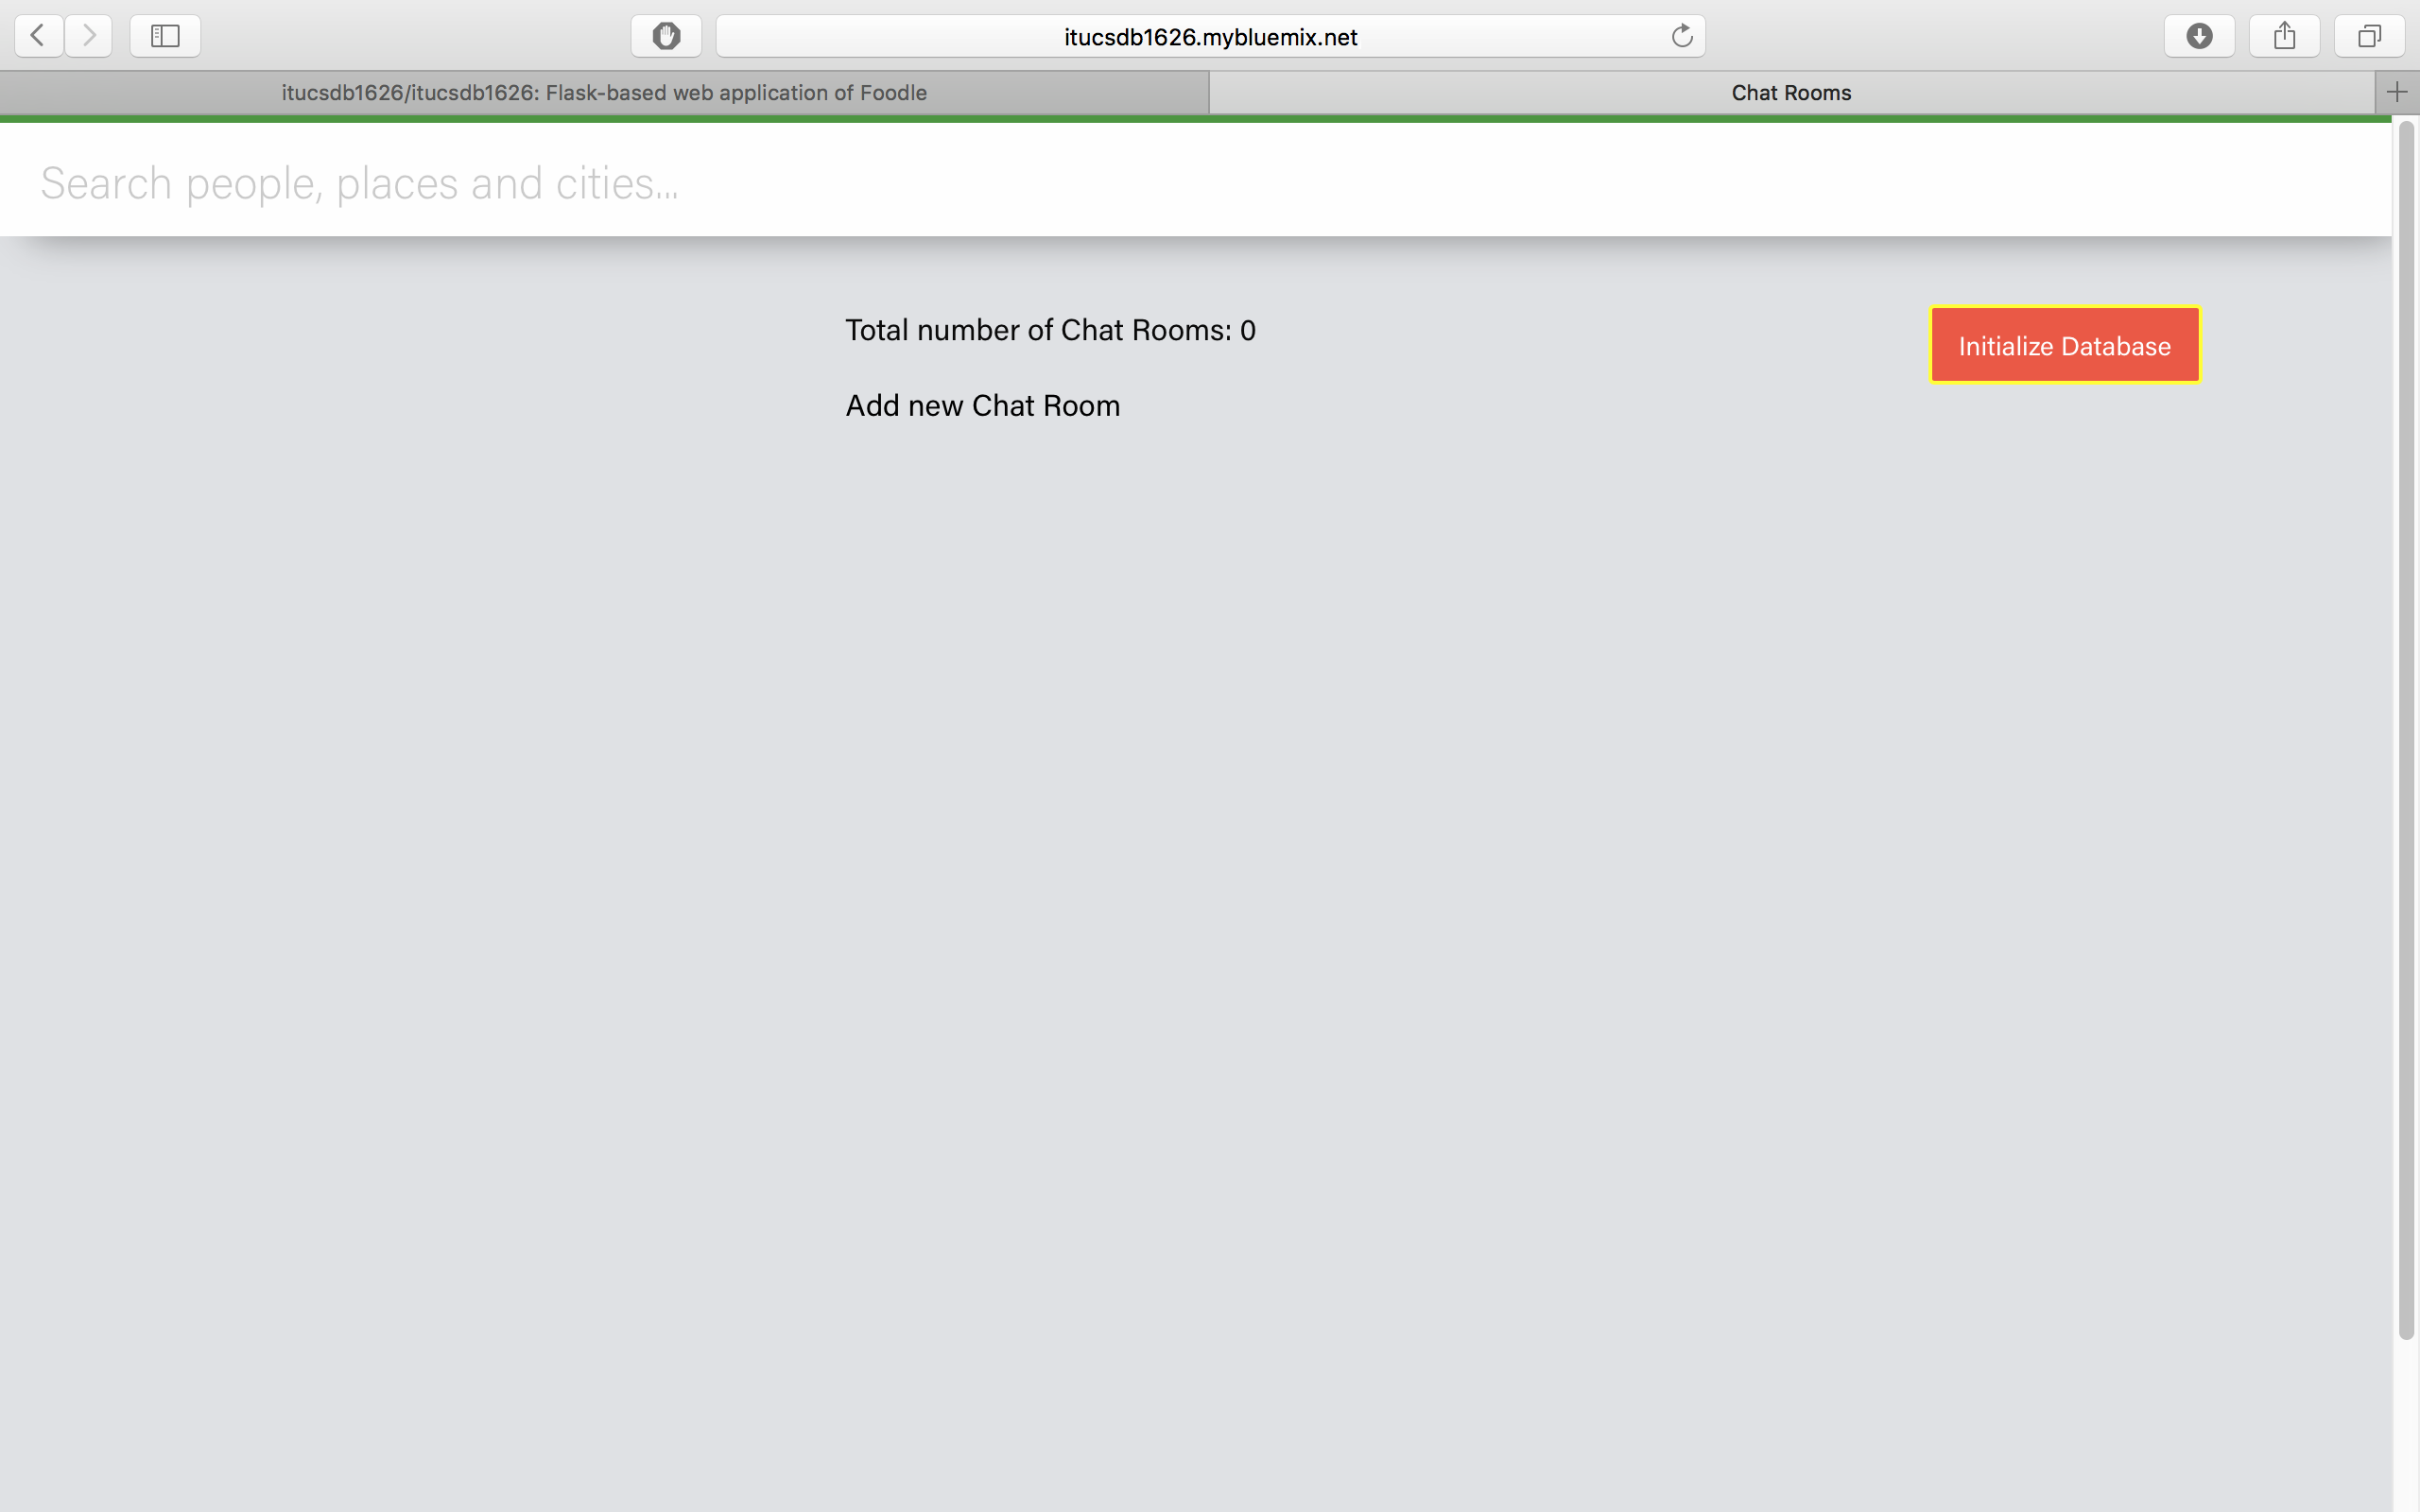 itucsdb1626.mybluemix.net
itucsdb1626/itucsdb1626: Flask-based web application of Foodle
Chat Rooms
Search people, places and cities...
Total number of Chat Rooms: 0
Initialize Database
Add new Chat Room